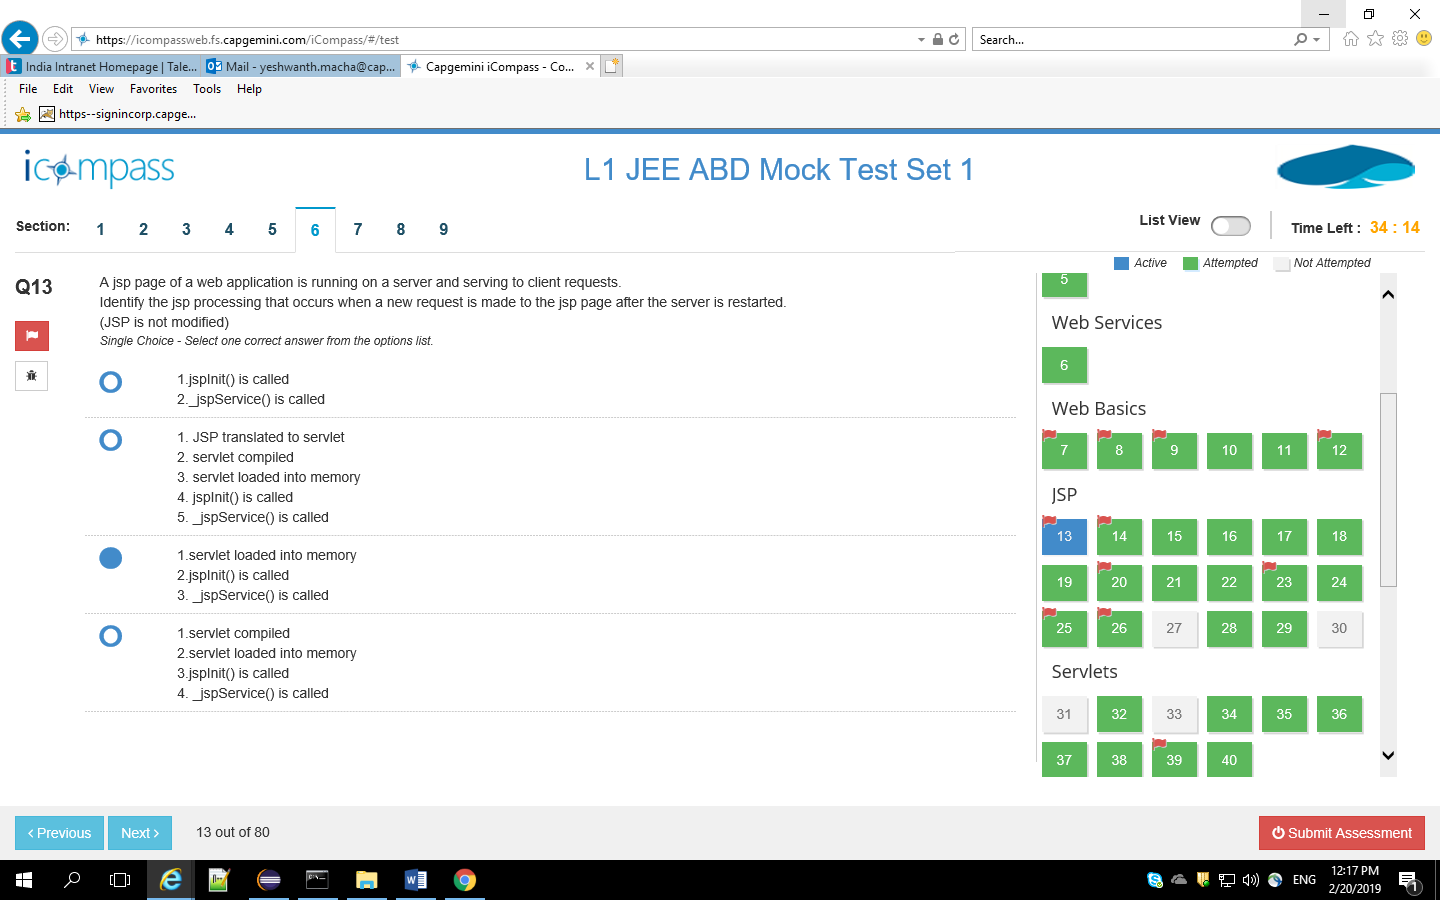 https://icompassweb.fs.capgemini.com/iCompass/#/test
Search...
India Intranet Homepage | Tale...
Mail - yeshwanth.macha@cap...
Capgemini iCompass - Co...
File Edit View Favorites Tools Help
https--signincorp.capge...
icompass
L1 JEE ABD Mock Test Set 1
Section: 1 2 3 4 5 6 7 8 9
List View
Time Left : 34 : 14
Active Attempted Not Attempted
Q13
A jsp page of a web application is running on a server and serving to client requests.
Identify the jsp processing that occurs when a new request is made to the jsp page after the server is restarted.
(JSP is not modified)
Single Choice - Select one correct answer from the options list.
1.jspInit() is called
2._jspService() is called
1. JSP translated to servlet
2. servlet compiled
3. servlet loaded into memory
4. jspInit() is called
5. _jspService() is called
1.servlet loaded into memory
2.jspInit() is called
3. _jspService() is called
1.servlet compiled
2.servlet loaded into memory
3.jspInit() is called
4. _jspService() is called
5
Web Services
6
Web Basics
7 8 9 10 11 12
JSP
13 14 15 16 17 18
19 20 21 22 23 24
25 26 27 28 29 30
Servlets
31 32 33 34 35 36
37 38 39 40
Previous
Next
13 out of 80
Submit Assessment
ENG
12:17 PM
2/20/2019
1